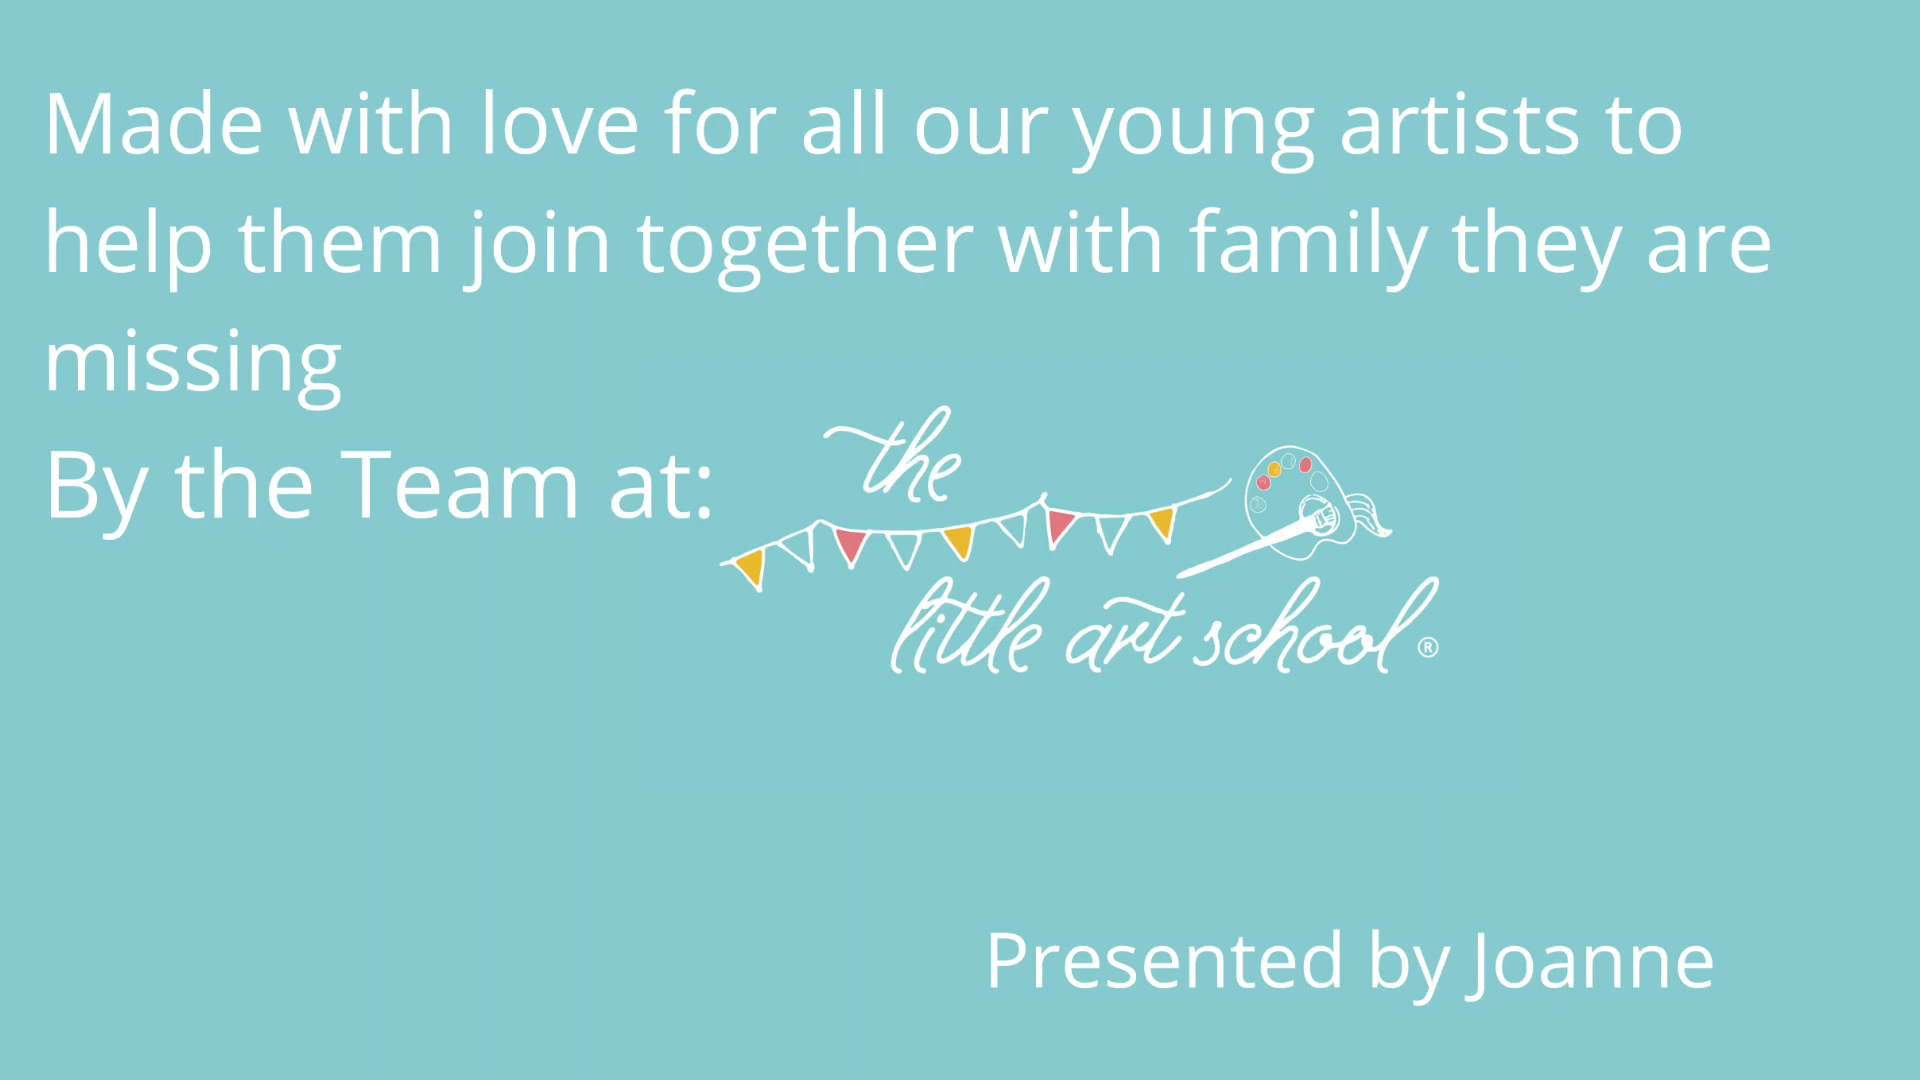 Made with love for all our young artists to
help them join together with family they are
missing
By the Team at:
the
little art school ®
Presented by Joanne